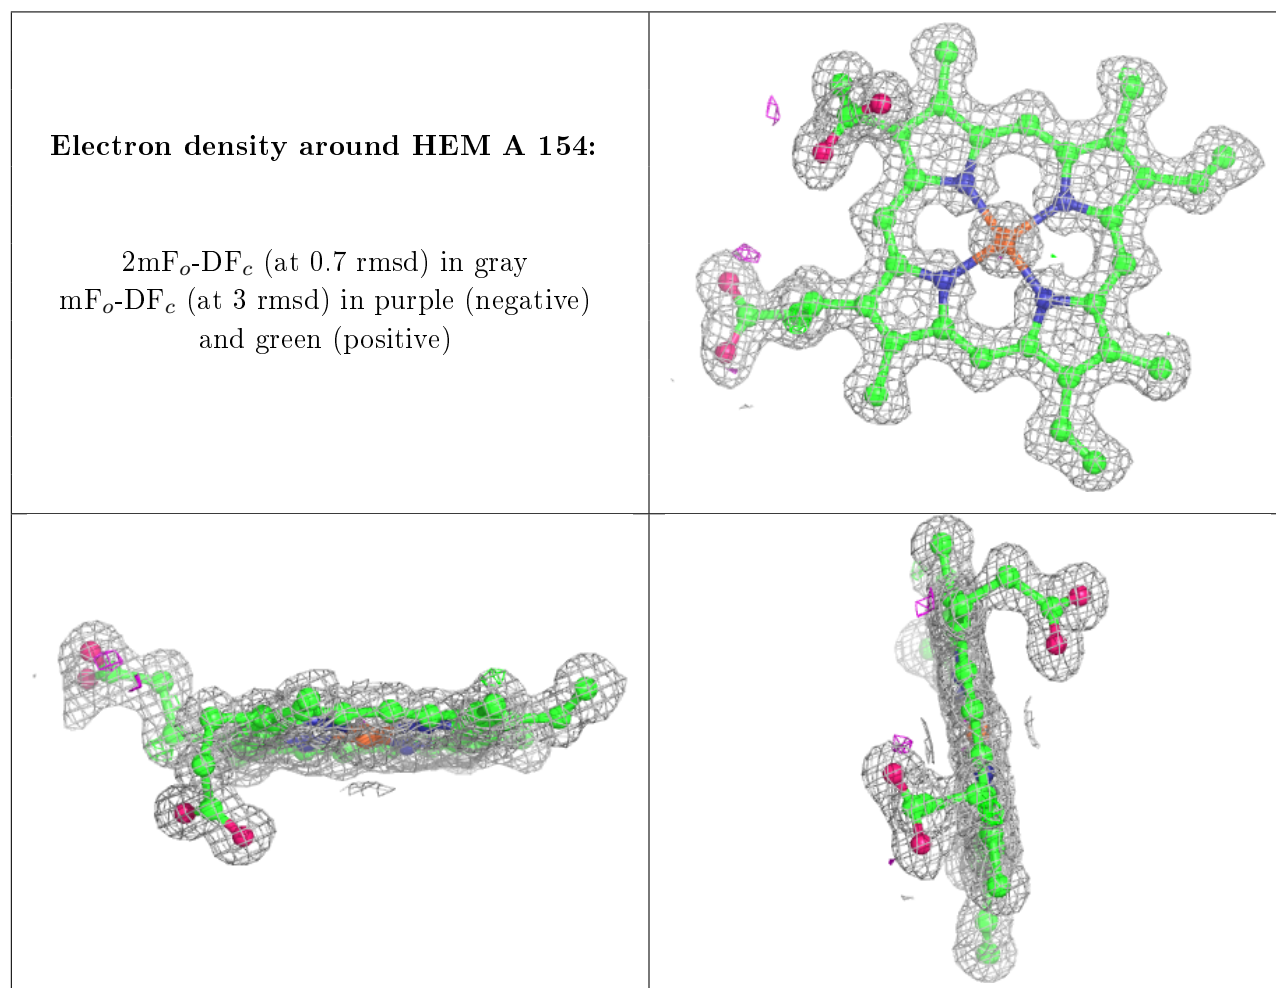 Electron density around HEM A 154:
2mFo-DFc (at 0.7 rmsd) in gray
mFo-DFc (at 3 rmsd) in purple (negative)
and green (positive)